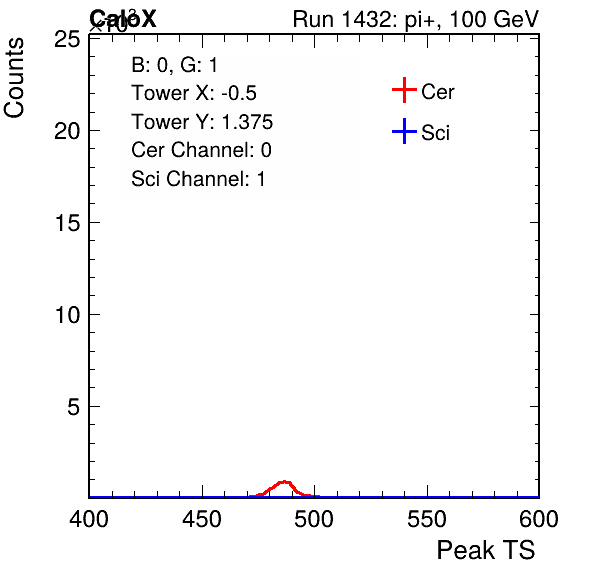 CaloX Run 1432: pi+, 100 GeV
×10³
Counts
25
20
15
10
5
B: 0, G: 1
Tower X: -0.5
Tower Y: 1.375
Cer Channel: 0
Sci Channel: 1
Cer
Sci
400 450 500 550 600
Peak TS